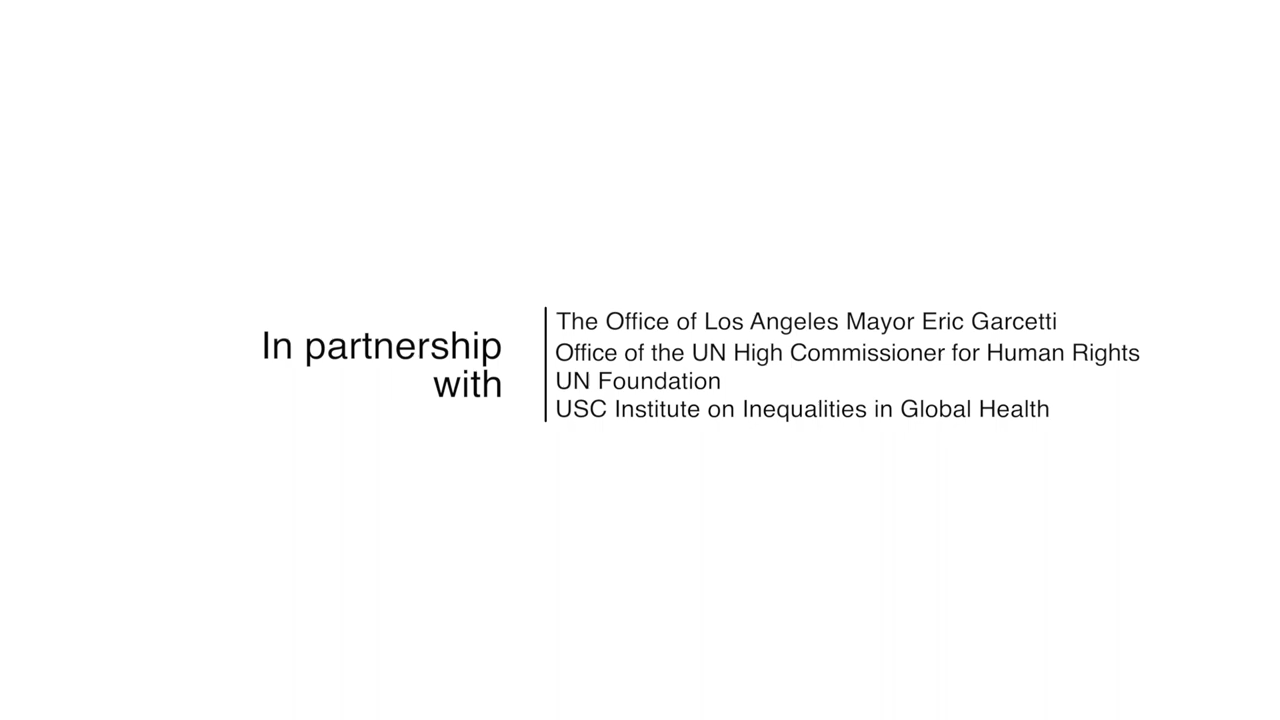 In partnership
with
The Office of Los Angeles Mayor Eric Garcetti
Office of the UN High Commissioner for Human Rights
UN Foundation
USC Institute on Inequalities in Global Health